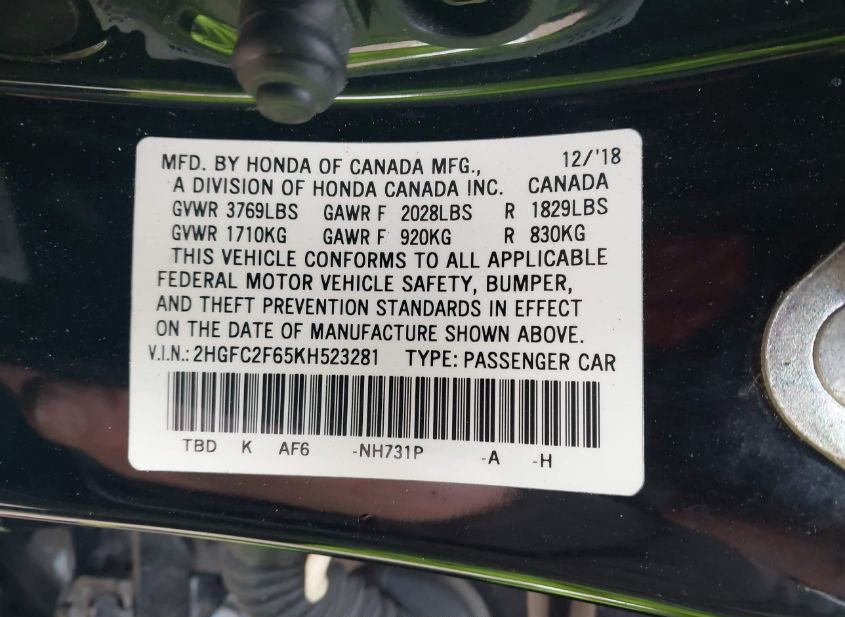 MFD. BY HONDA OF CANADA MFG., 12/'18
A DIVISION OF HONDA CANADA INC. CANADA
GVWR 3769LBS GAWR F 2028LBS R 1829LBS
GVWR 1710KG GAWR F 920KG R 830KG
THIS VEHICLE CONFORMS TO ALL APPLICABLE
FEDERAL MOTOR VEHICLE SAFETY, BUMPER,
AND THEFT PREVENTION STANDARDS IN EFFECT
ON THE DATE OF MANUFACTURE SHOWN ABOVE.
V.I.N.: 2HGFC2F65KH523281 TYPE: PASSENGER CAR
TBD K AF6 -NH731P -A -H